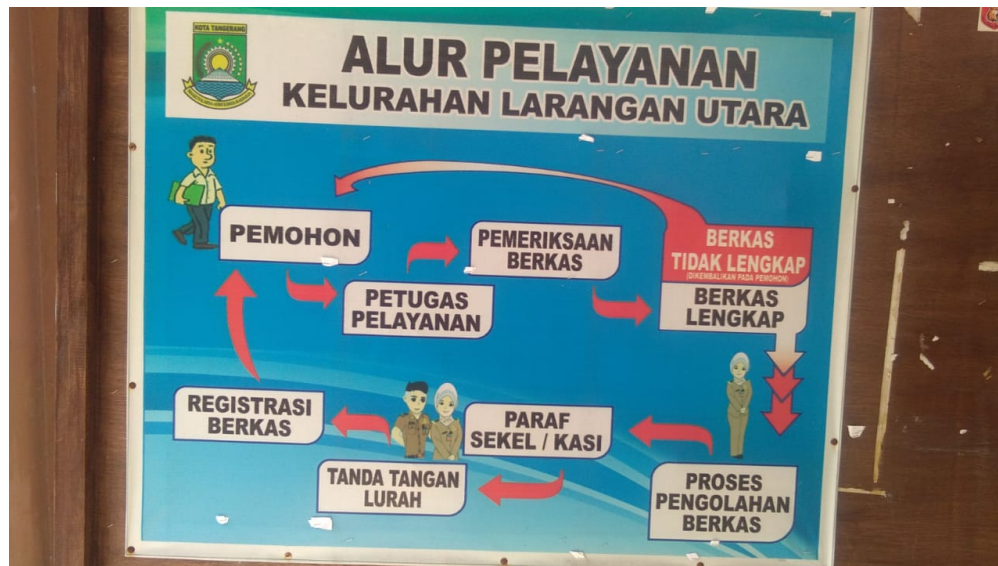 KOTA TANGERANG
ALUR PELAYANAN
KELURAHAN LARANGAN UTARA
PEMOHON
PETUGAS
PELAYANAN
PEMERIKSAAN
BERKAS
BERKAS
TIDAK LENGKAP
(DIKEMBALIKAN PADA PEMOHON)
BERKAS
LENGKAP
PROSES
PENGOLAHAN
BERKAS
PARAF
SEKEL / KASI
TANDA TANGAN
LURAH
REGISTRASI
BERKAS